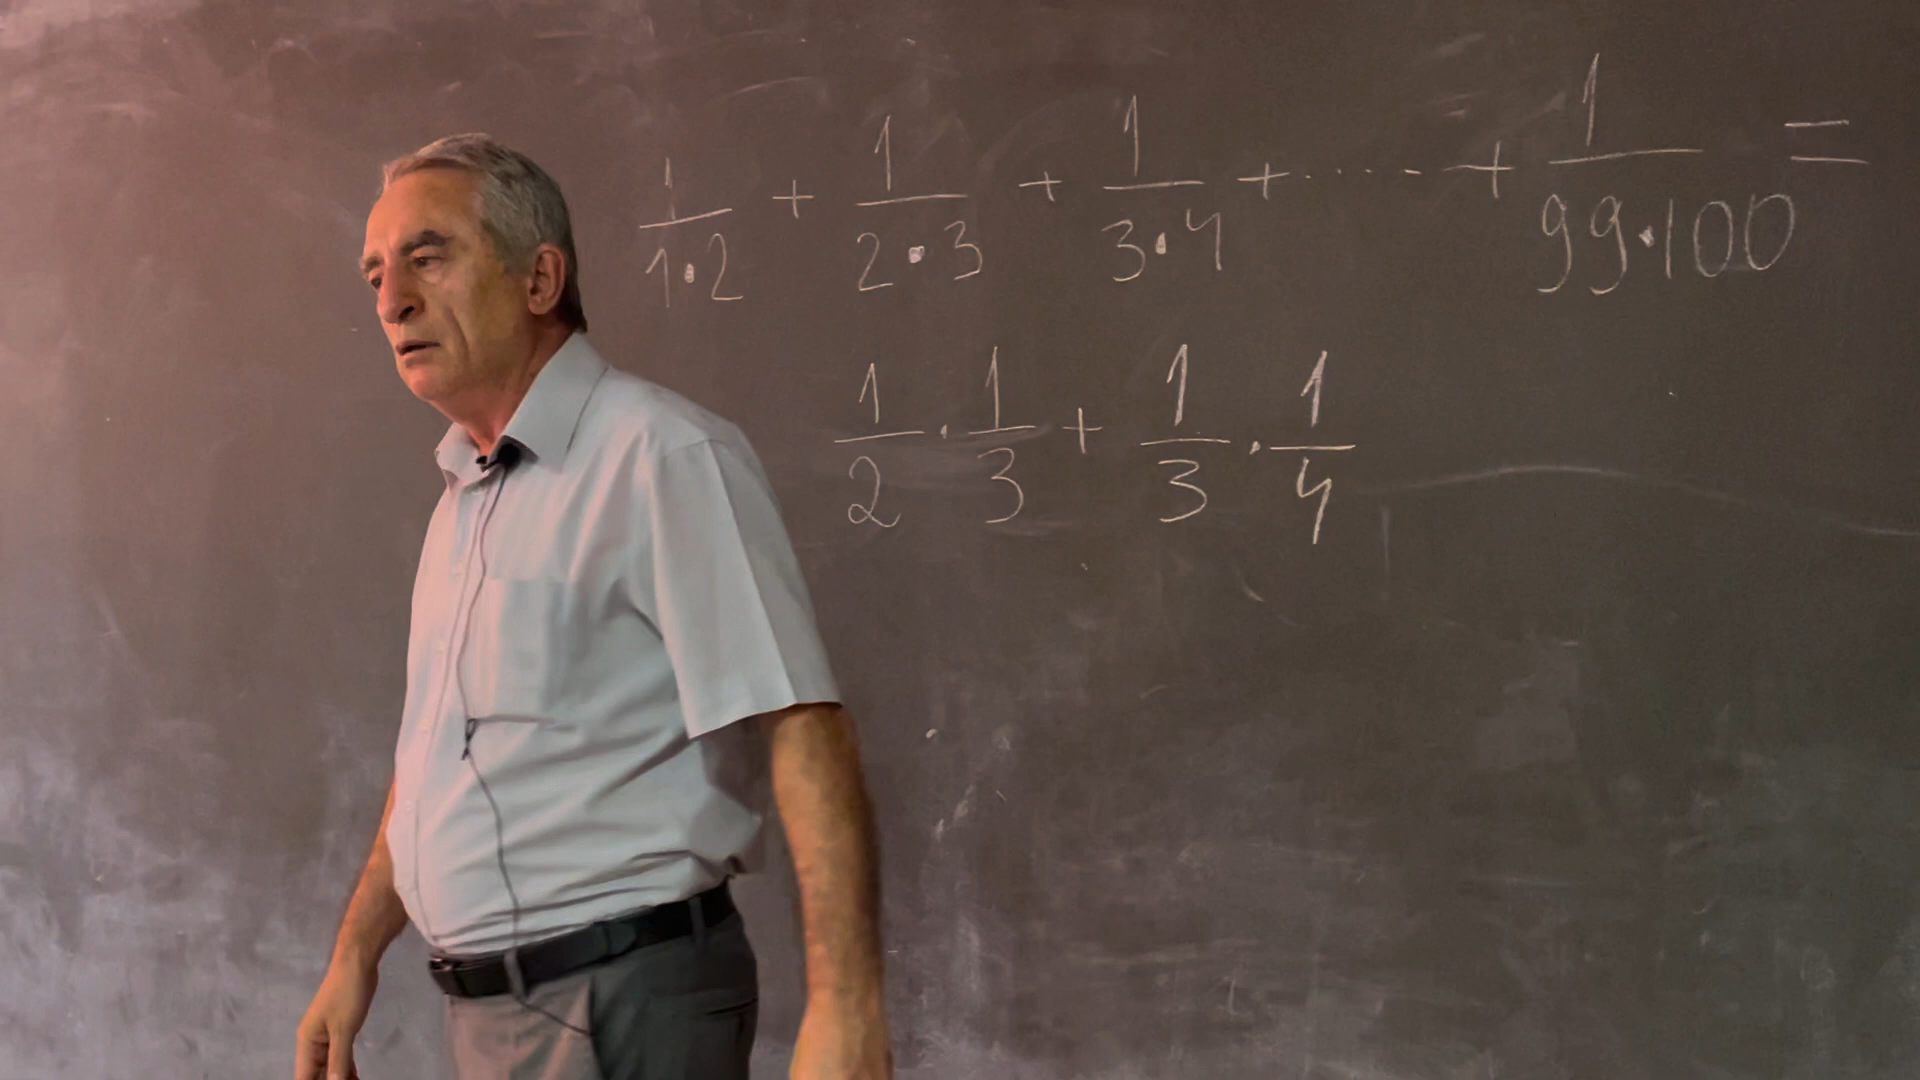 1/1·2 + 1/2·3 + 1/3·4 + ····· + 1/99·100 =
1/2 · 1/3 + 1/3 · 1/4